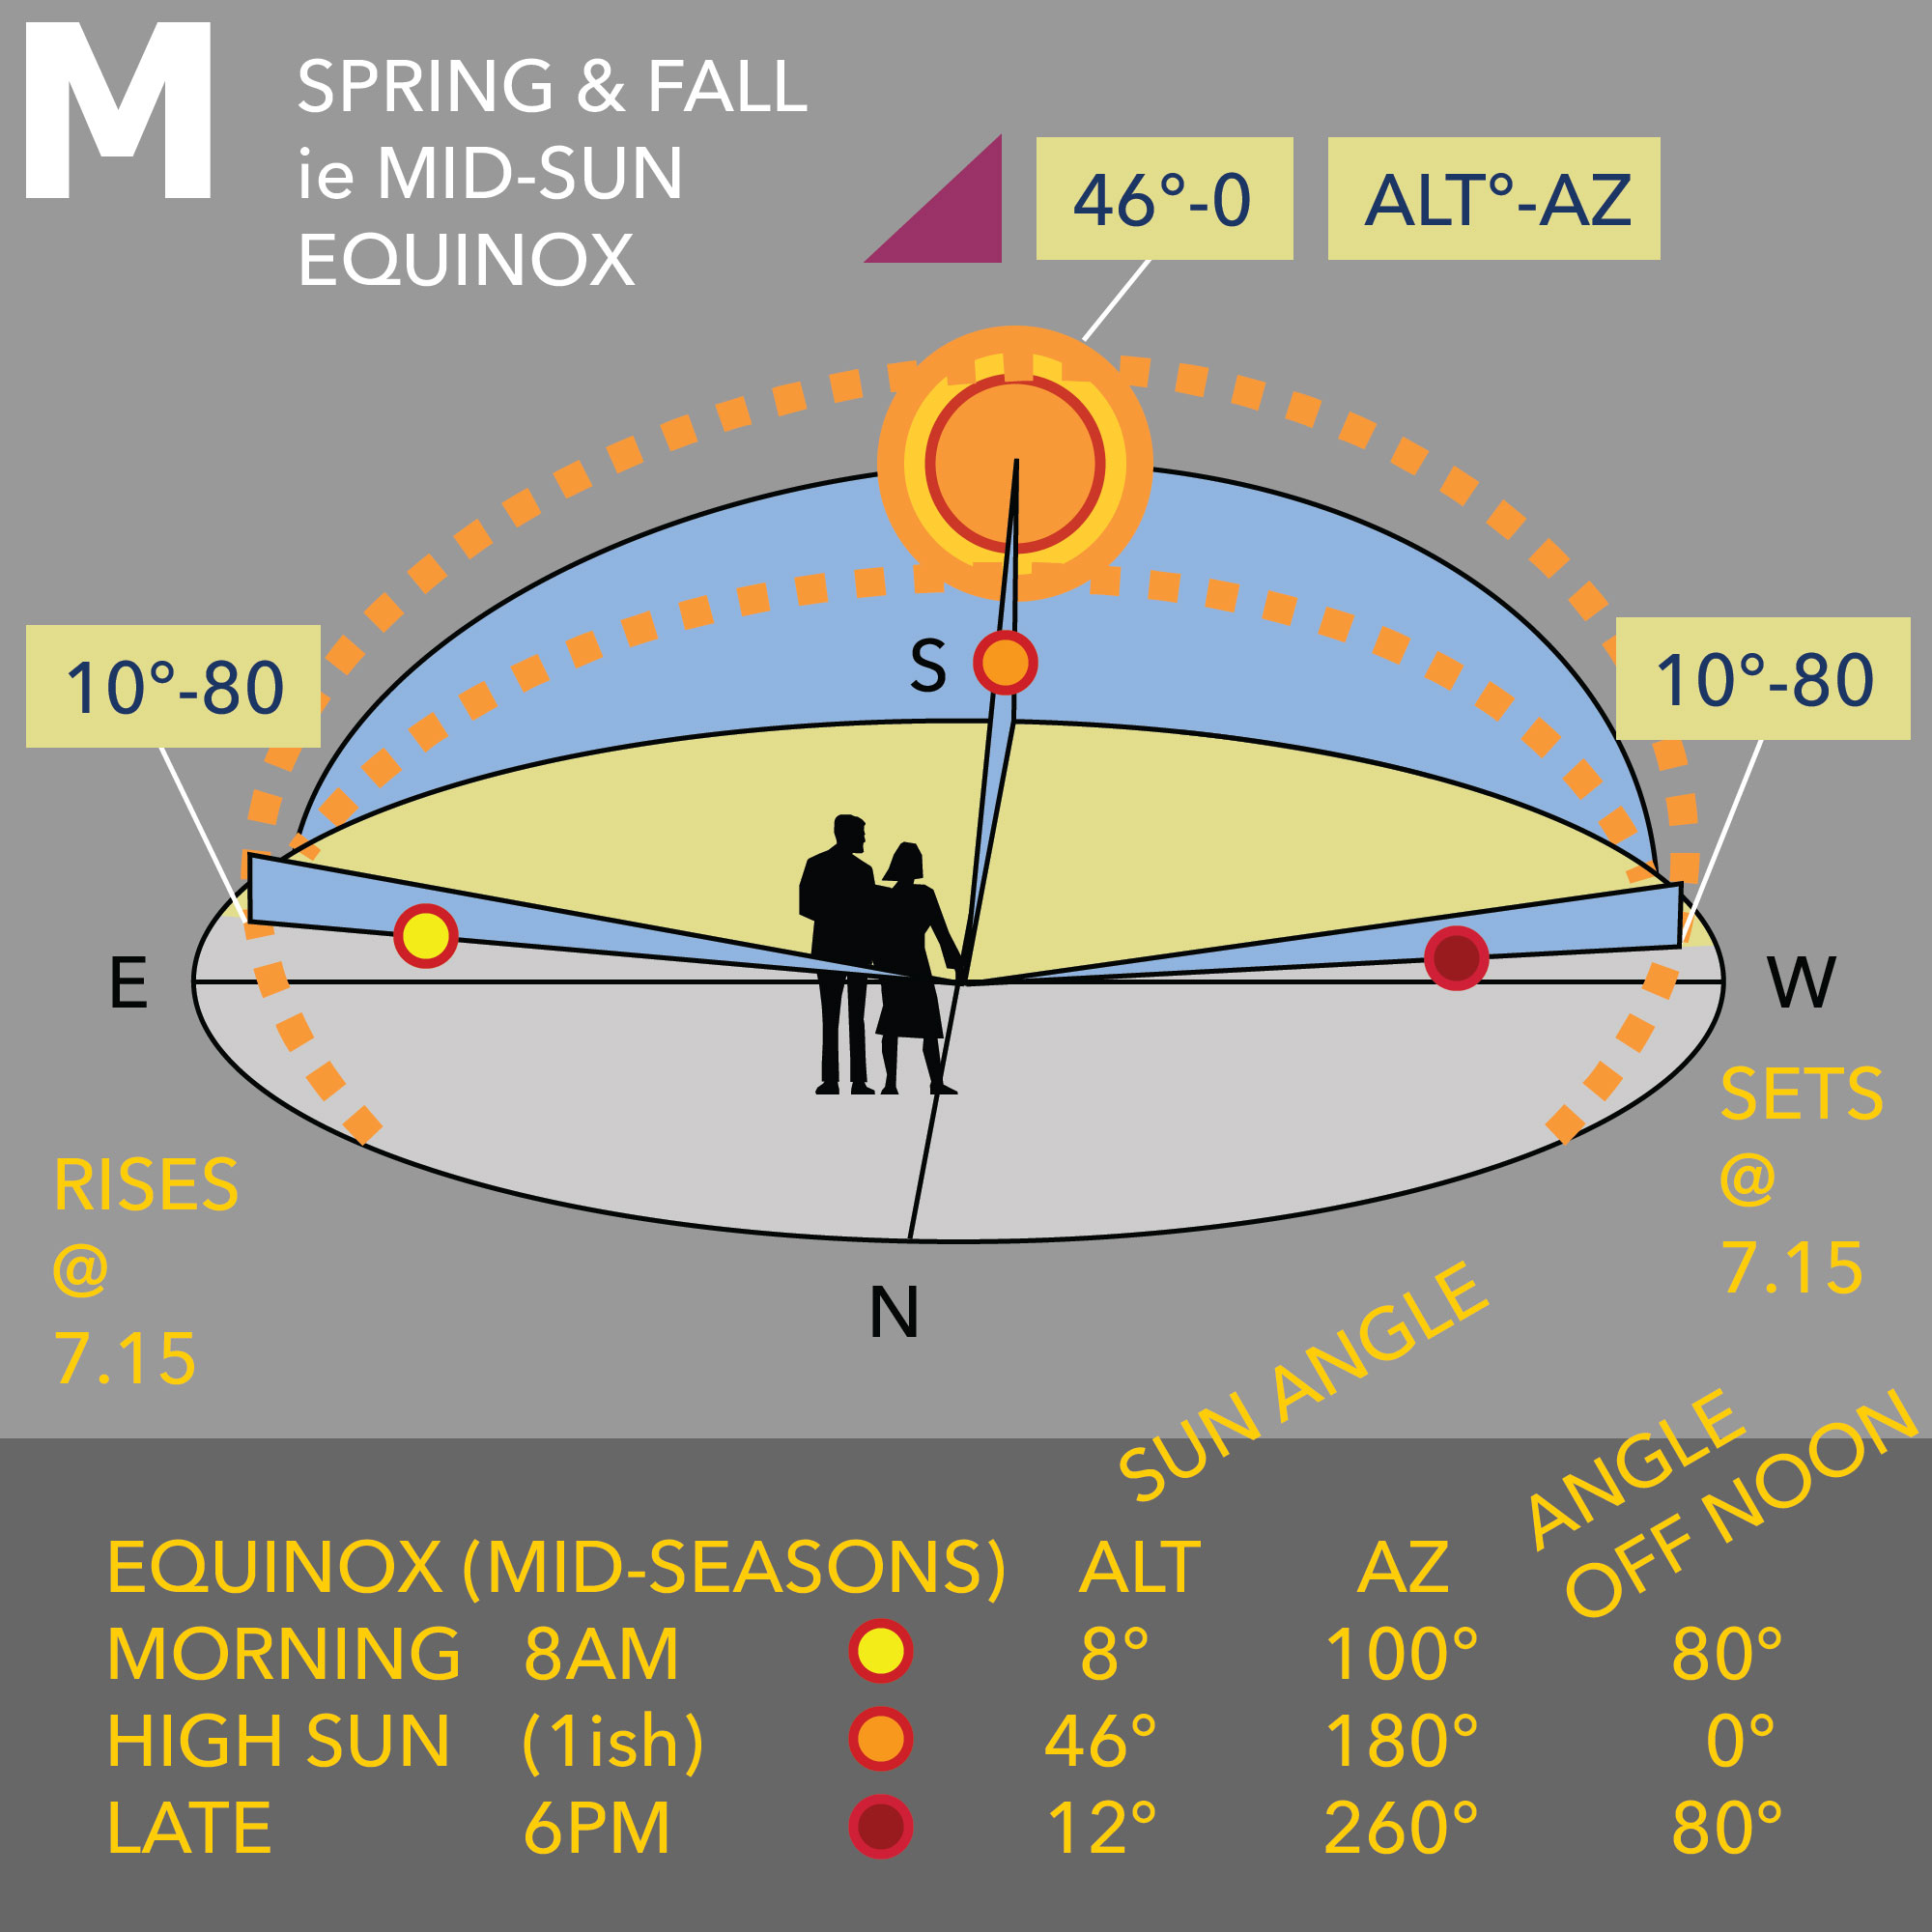 M
SPRING & FALL
ie MID-SUN
EQUINOX
46°-0
ALT°-AZ
10°-80
10°-80
S
E
W
N
RISES
@
7.15
SETS
@
7.15
SUN ANGLE
ANGLE
OFF NOON
EQUINOX (MID-SEASONS) ALT AZ
MORNING 8AM 8° 100° 80°
HIGH SUN (1ish) 46° 180° 0°
LATE 6PM 12° 260° 80°